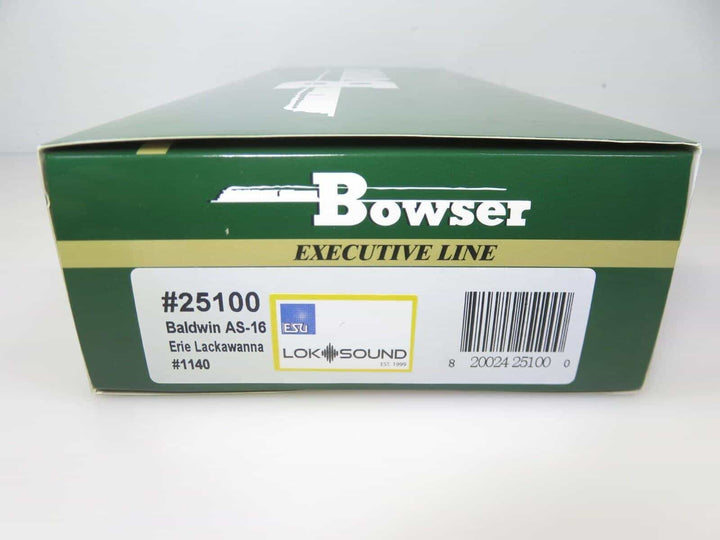 Bowser
EXECUTIVE LINE
#25100
Baldwin AS-16
Erie Lackawanna
#1140
ESU
LOKSOUND
EST. 1999
8 20024 25100 0